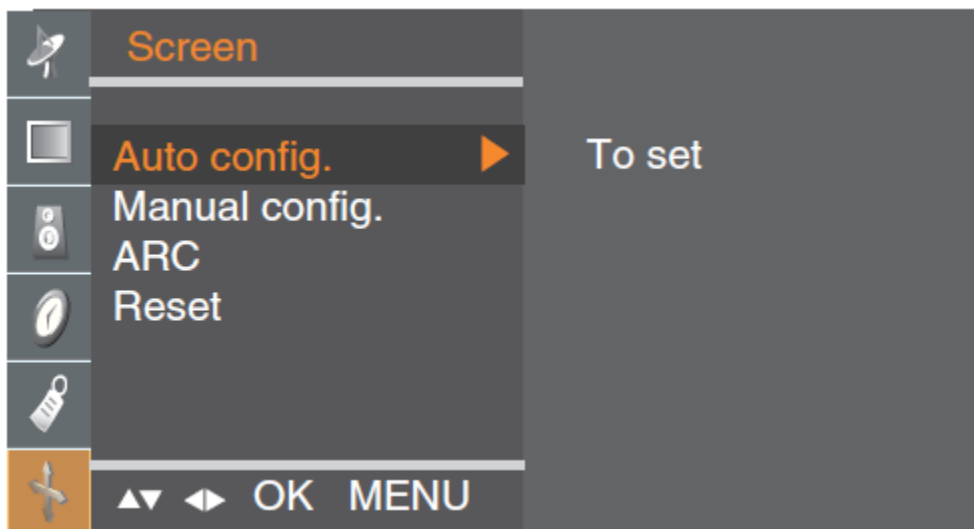 Screen
Auto config. ▶ To set
Manual config.
ARC
Reset
▲▼ ◀▶ OK MENU